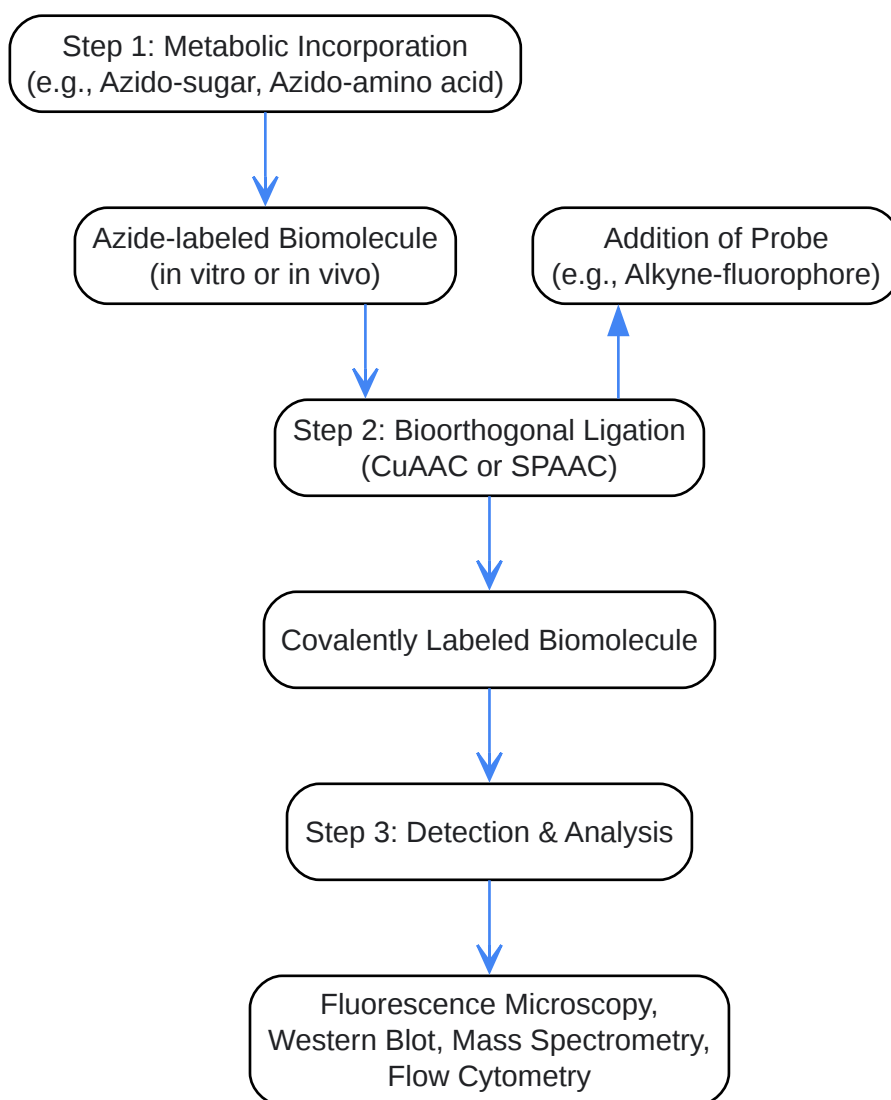 Step 1: Metabolic Incorporation
(e.g., Azido-sugar, Azido-amino acid)
Azide-labeled Biomolecule
(in vitro or in vivo)
Addition of Probe
(e.g., Alkyne-fluorophore)
Step 2: Bioorthogonal Ligation
(CuAAC or SPAAC)
Covalently Labeled Biomolecule
Step 3: Detection & Analysis
Fluorescence Microscopy,
Western Blot, Mass Spectrometry,
Flow Cytometry